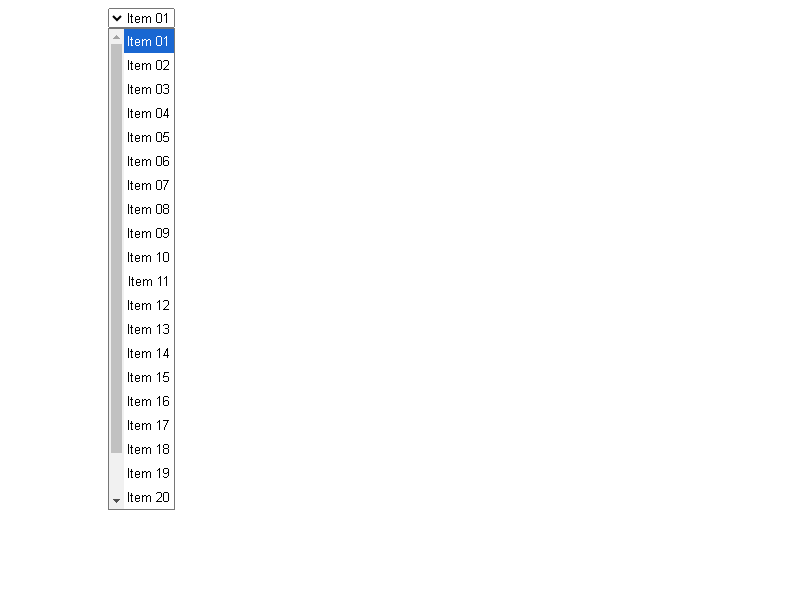 Item 01
Item 01
Item 02
Item 03
Item 04
Item 05
Item 06
Item 07
Item 08
Item 09
Item 10
Item 11
Item 12
Item 13
Item 14
Item 15
Item 16
Item 17
Item 18
Item 19
Item 20